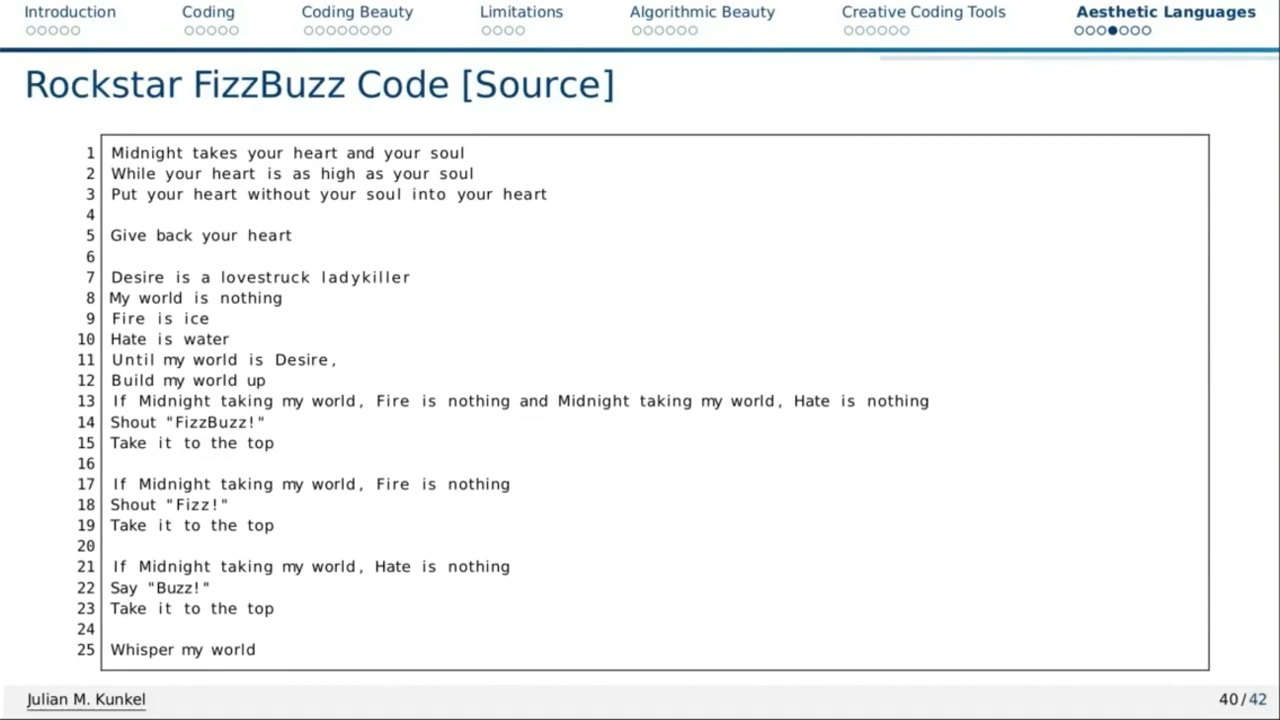 Introduction
Coding
Coding Beauty
Limitations
Algorithmic Beauty
Creative Coding Tools
Aesthetic Languages
Rockstar FizzBuzz Code [Source]
1 Midnight takes your heart and your soul
2 While your heart is as high as your soul
3 Put your heart without your soul into your heart
4
5 Give back your heart
6
7 Desire is a lovestruck ladykiller
8 My world is nothing
9 Fire is ice
10 Hate is water
11 Until my world is Desire,
12 Build my world up
13 If Midnight taking my world, Fire is nothing and Midnight taking my world, Hate is nothing
14 Shout "FizzBuzz!"
15 Take it to the top
16
17 If Midnight taking my world, Fire is nothing
18 Shout "Fizz!"
19 Take it to the top
20
21 If Midnight taking my world, Hate is nothing
22 Say "Buzz!"
23 Take it to the top
24
25 Whisper my world
Julian M. Kunkel
40/42